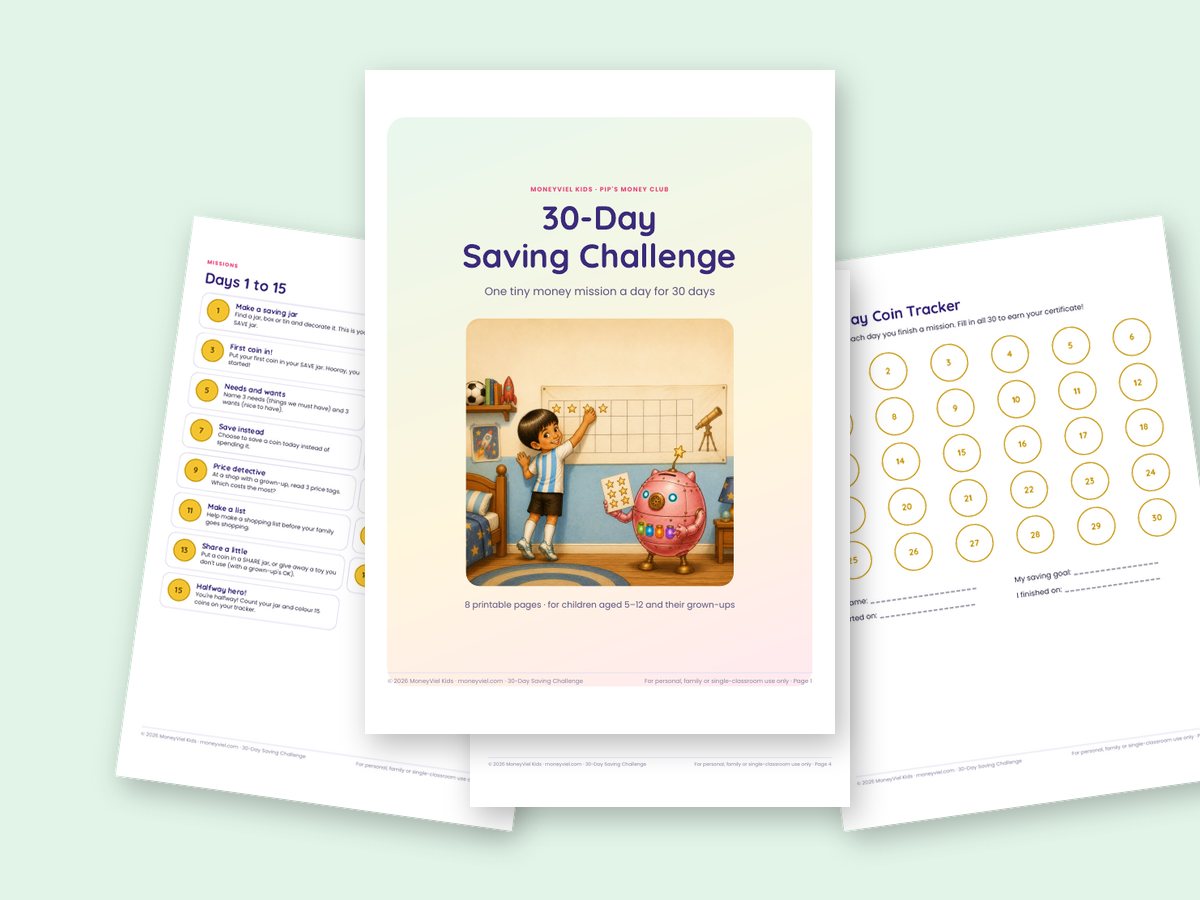 MONEYVIEL KIDS · PIP'S MONEY CLUB
30-Day
Saving Challenge
One tiny money mission a day for 30 days
8 printable pages · for children aged 5–12 and their grown-ups
© 2026 MoneyViel Kids · moneyviel.com · 30-Day Saving Challenge
For personal, family or single-classroom use only · Page 1
MISSIONS
Days 1 to 15
1
Make a saving jar
Find a jar, box or tin and decorate it. This is
SAVE jar.
3
First coin in!
Put your first coin in your SAVE jar. Hooray, you
started!
5
Needs and wants
Name 3 needs (things we must have) and 3
wants (nice to have).
7
Save instead
Choose to save a coin today instead of
spending it.
9
Price detective
At a shop with a grown-up, read 3 price tags.
Which costs the most?
11
Make a list
Help make a shopping list before your family
goes shopping.
13
Share a little
Put a coin in a SHARE jar, or give away a toy you
don't use (with a grown-up's OK).
15
Halfway hero!
You're halfway! Count your jar and colour 15
coins on your tracker.
© 2026 MoneyViel Kids · moneyviel.com · 30-Day Saving Challenge
For personal, family or single-classroom use
© 2026 MoneyViel Kids · moneyviel.com · 30-Day Saving Challenge
For personal, family or single-classroom use only · Page 4
ay Coin Tracker
each day you finish a mission. Fill in all 30 to earn your certificate!
2 3 4 5 6
8 9 10 11 12
14 15 16 17 18
20 21 22 23 24
25 26 27 28 29 30
ame:
My saving goal:
rted on:
I finished on:
© 2026 MoneyViel Kids · moneyviel.com · 30-Day Saving Challenge
For personal, family or single-classroom use only ·